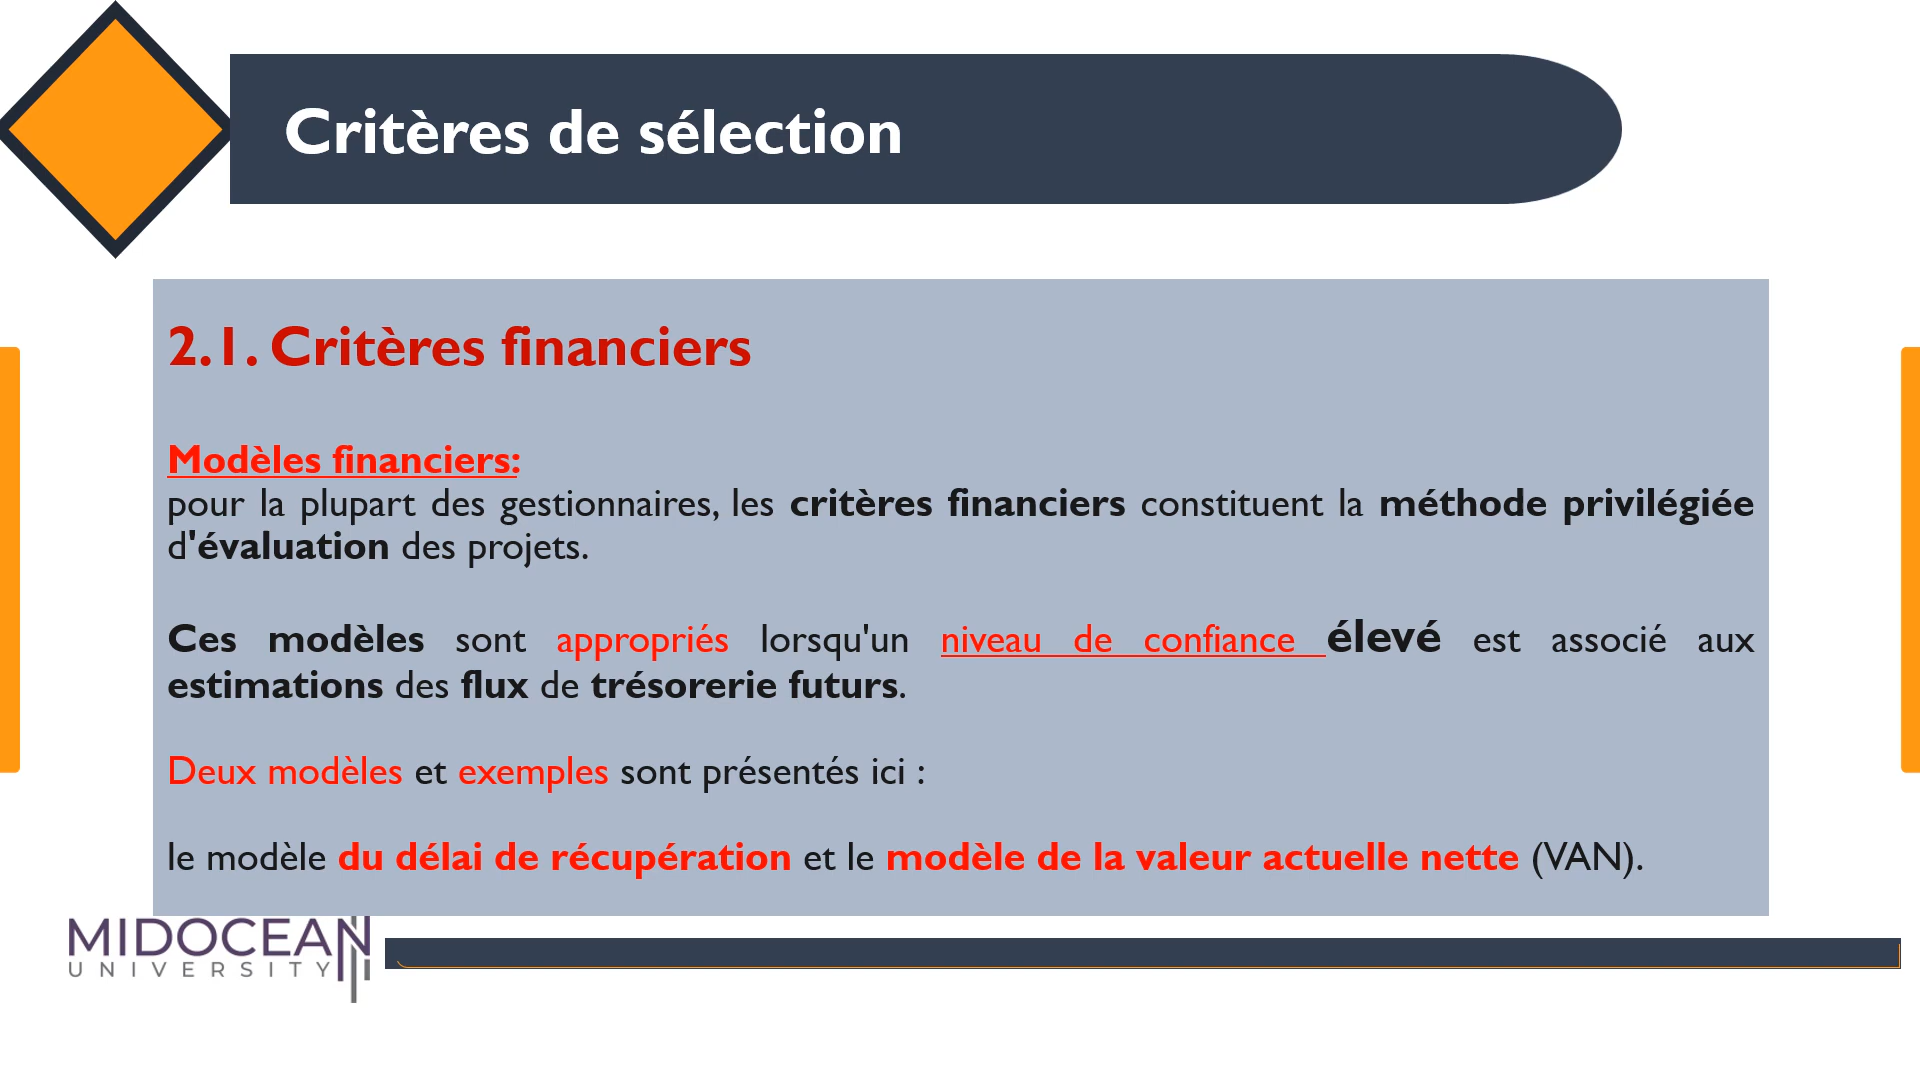 Critères de sélection
2.1. Critères financiers
Modèles financiers:
pour la plupart des gestionnaires, les critères financiers constituent la méthode privilégiée
d'évaluation des projets.
Ces modèles sont appropriés lorsqu'un niveau de confiance élevé est associé aux
estimations des flux de trésorerie futurs.
Deux modèles et exemples sont présentés ici :
le modèle du délai de récupération et le modèle de la valeur actuelle nette (VAN).
MIDOCEAN
UNIVERSITY